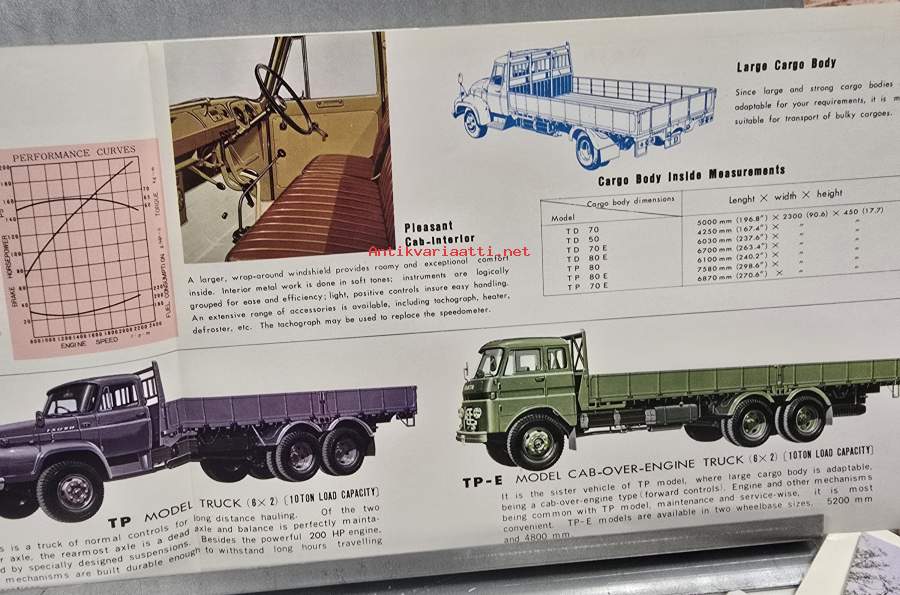 PERFORMANCE CURVES
BRAKE HORSEPOWER PS
TORQUE
FUEL CONSUMPTION
ENGINE SPEED r-p-m
Pleasant
Cab-Interior
Antikvariaatti.net
A larger, wrap-around windshield provides roomy and exceptional comfort
inside. Interior metal work is done in soft tones; instruments are logically
grouped for ease and efficiency; light, positive controls insure easy handling.
An extensive range of accessories is available, including tachograph, heater,
defroster, etc. The tachograph may be used to replace the speedometer.
TD
Large Cargo Body
Since large and strong cargo bodies
adaptable for your requirements, it is m
suitable for transport of bulky cargoes.
Cargo Body Inside Measurements
Cargo body dimensions
Model
Lenght × width × height
TD 70 5000 mm (196.8") × 2300 (90.6) × 450 (17.7)
TD 50 4250 mm (167.4") × " × "
TD 70 E 6030 mm (237.6") × " × "
TD 80 E 6700 mm (263.4") × " × "
TP 80 6100 mm (240.2") × " × "
TP 80 E 7580 mm (298.6") × " × "
TP 70 E 6870 mm (270.6") × " × "
TP MODEL TRUCK (6×2) (10TON LOAD CAPACITY)
s is a truck of normal controls for long distance hauling. Of the two
r axle, the rearmost axle is a dead axle and balance is perfectly mainta-
d by specially designed suspensions. Besides the powerful 200 HP engine,
mechanisms are built durable enough to withstand long hours travelling
TP-E MODEL CAB-OVER-ENGINE TRUCK (6×2) (10TON LOAD CAPACITY)
It is the sister vehicle of TP model, where large cargo body is adaptable,
being a cab-over-engine type (forward controls). Engine and other mechanisms
being common with TP model, maintenance and service-wise, it is most
convenient. TP-E models are available in two wheelbase sizes, 5200 mm
and 4800 mm